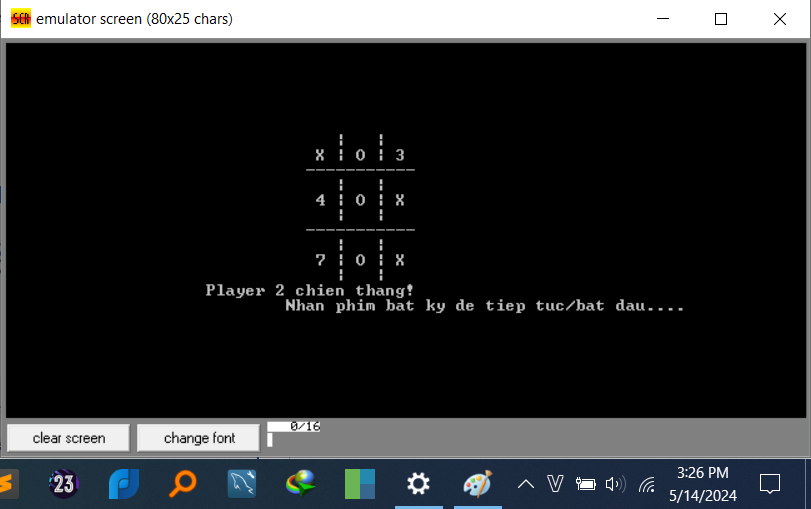 SCR emulator screen (80x25 chars)
X ¦ O ¦ 3
4 ¦ O ¦ X
7 ¦ O ¦ X
Player 2 chien thang!
Nhan phim bat ky de tiep tuc/bat dau....
clear screen change font 0/16
23
3:26 PM
5/14/2024